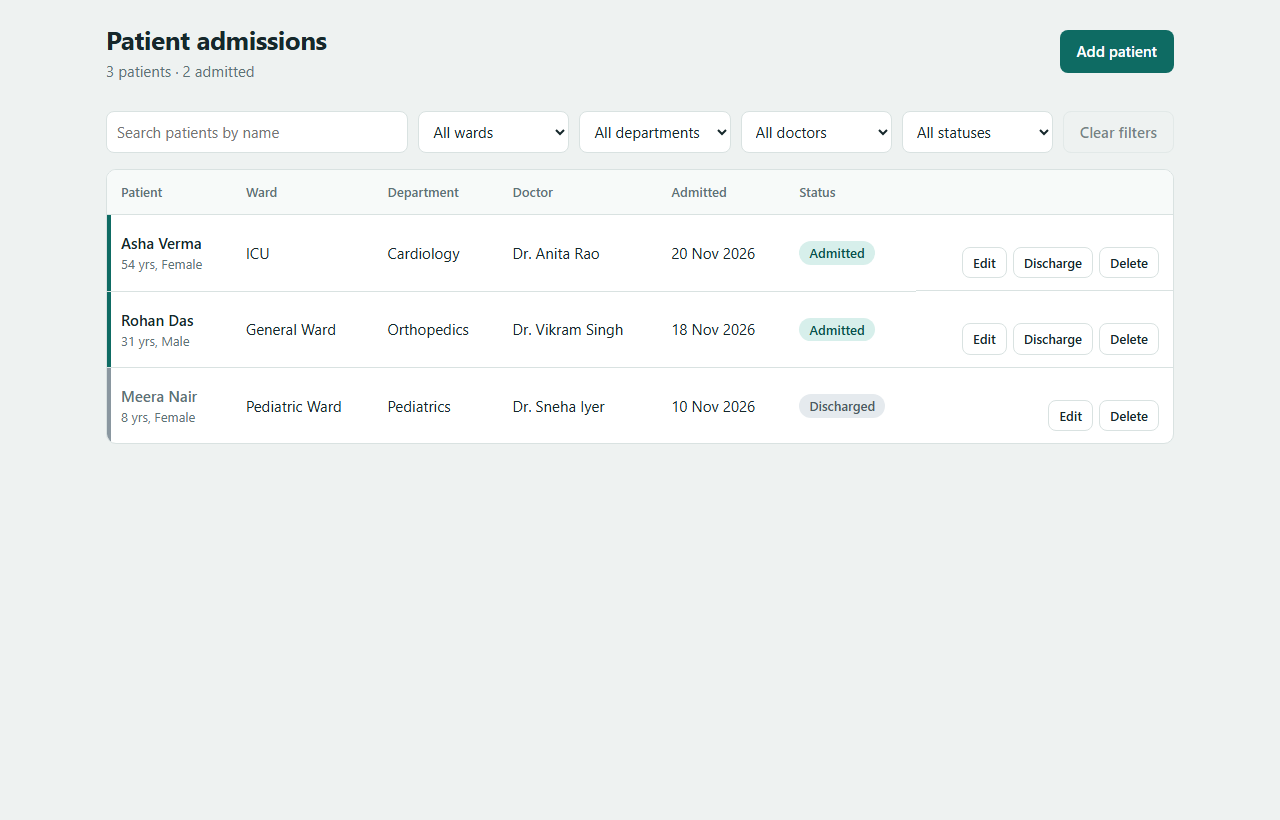 Patient admissions
3 patients · 2 admitted
Add patient
Search patients by name
All wards
All departments
All doctors
All statuses
Clear filters
Patient Ward Department Doctor Admitted Status
Asha Verma
54 yrs, Female
ICU Cardiology Dr. Anita Rao 20 Nov 2026 Admitted Edit Discharge Delete
Rohan Das
31 yrs, Male
General Ward Orthopedics Dr. Vikram Singh 18 Nov 2026 Admitted Edit Discharge Delete
Meera Nair
8 yrs, Female
Pediatric Ward Pediatrics Dr. Sneha Iyer 10 Nov 2026 Discharged Edit Delete